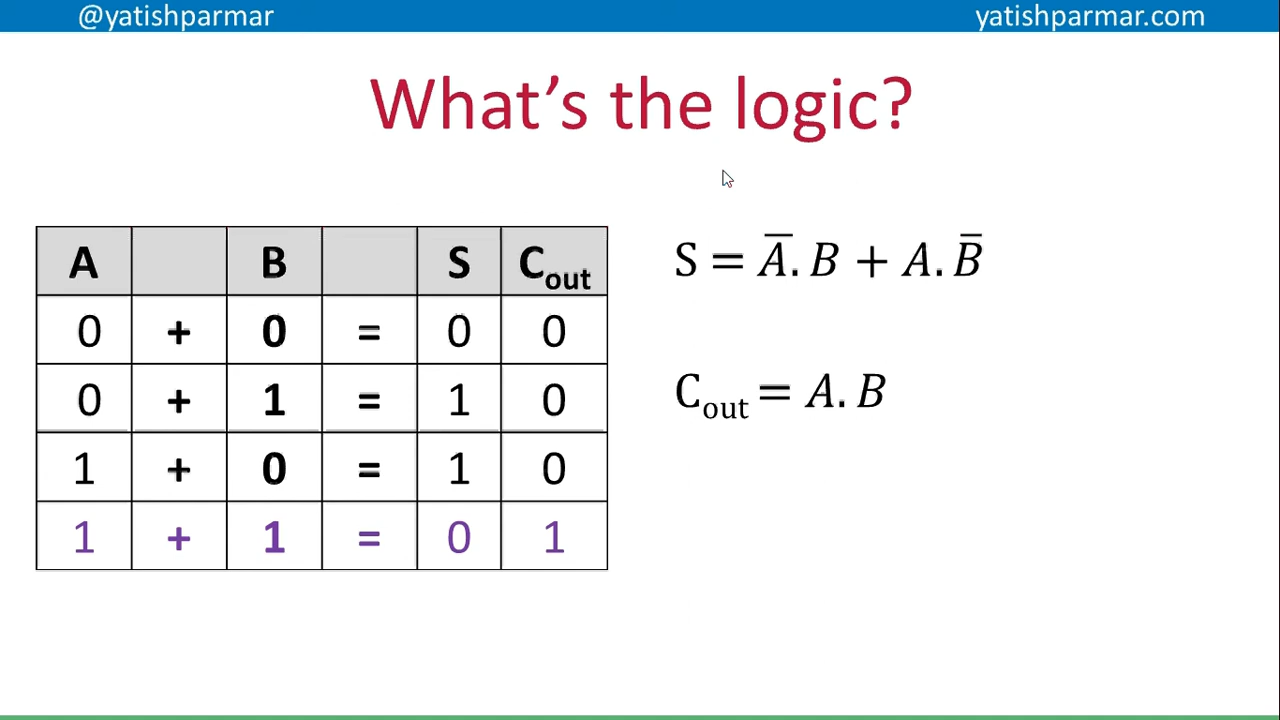 @yatishparmar yatishparmar.com
What's the logic?
A B S Cout
0 + 0 = 0 0
0 + 1 = 1 0
1 + 0 = 1 0
1 + 1 = 0 1
S = A̅.B + A.B̅
Cout = A.B